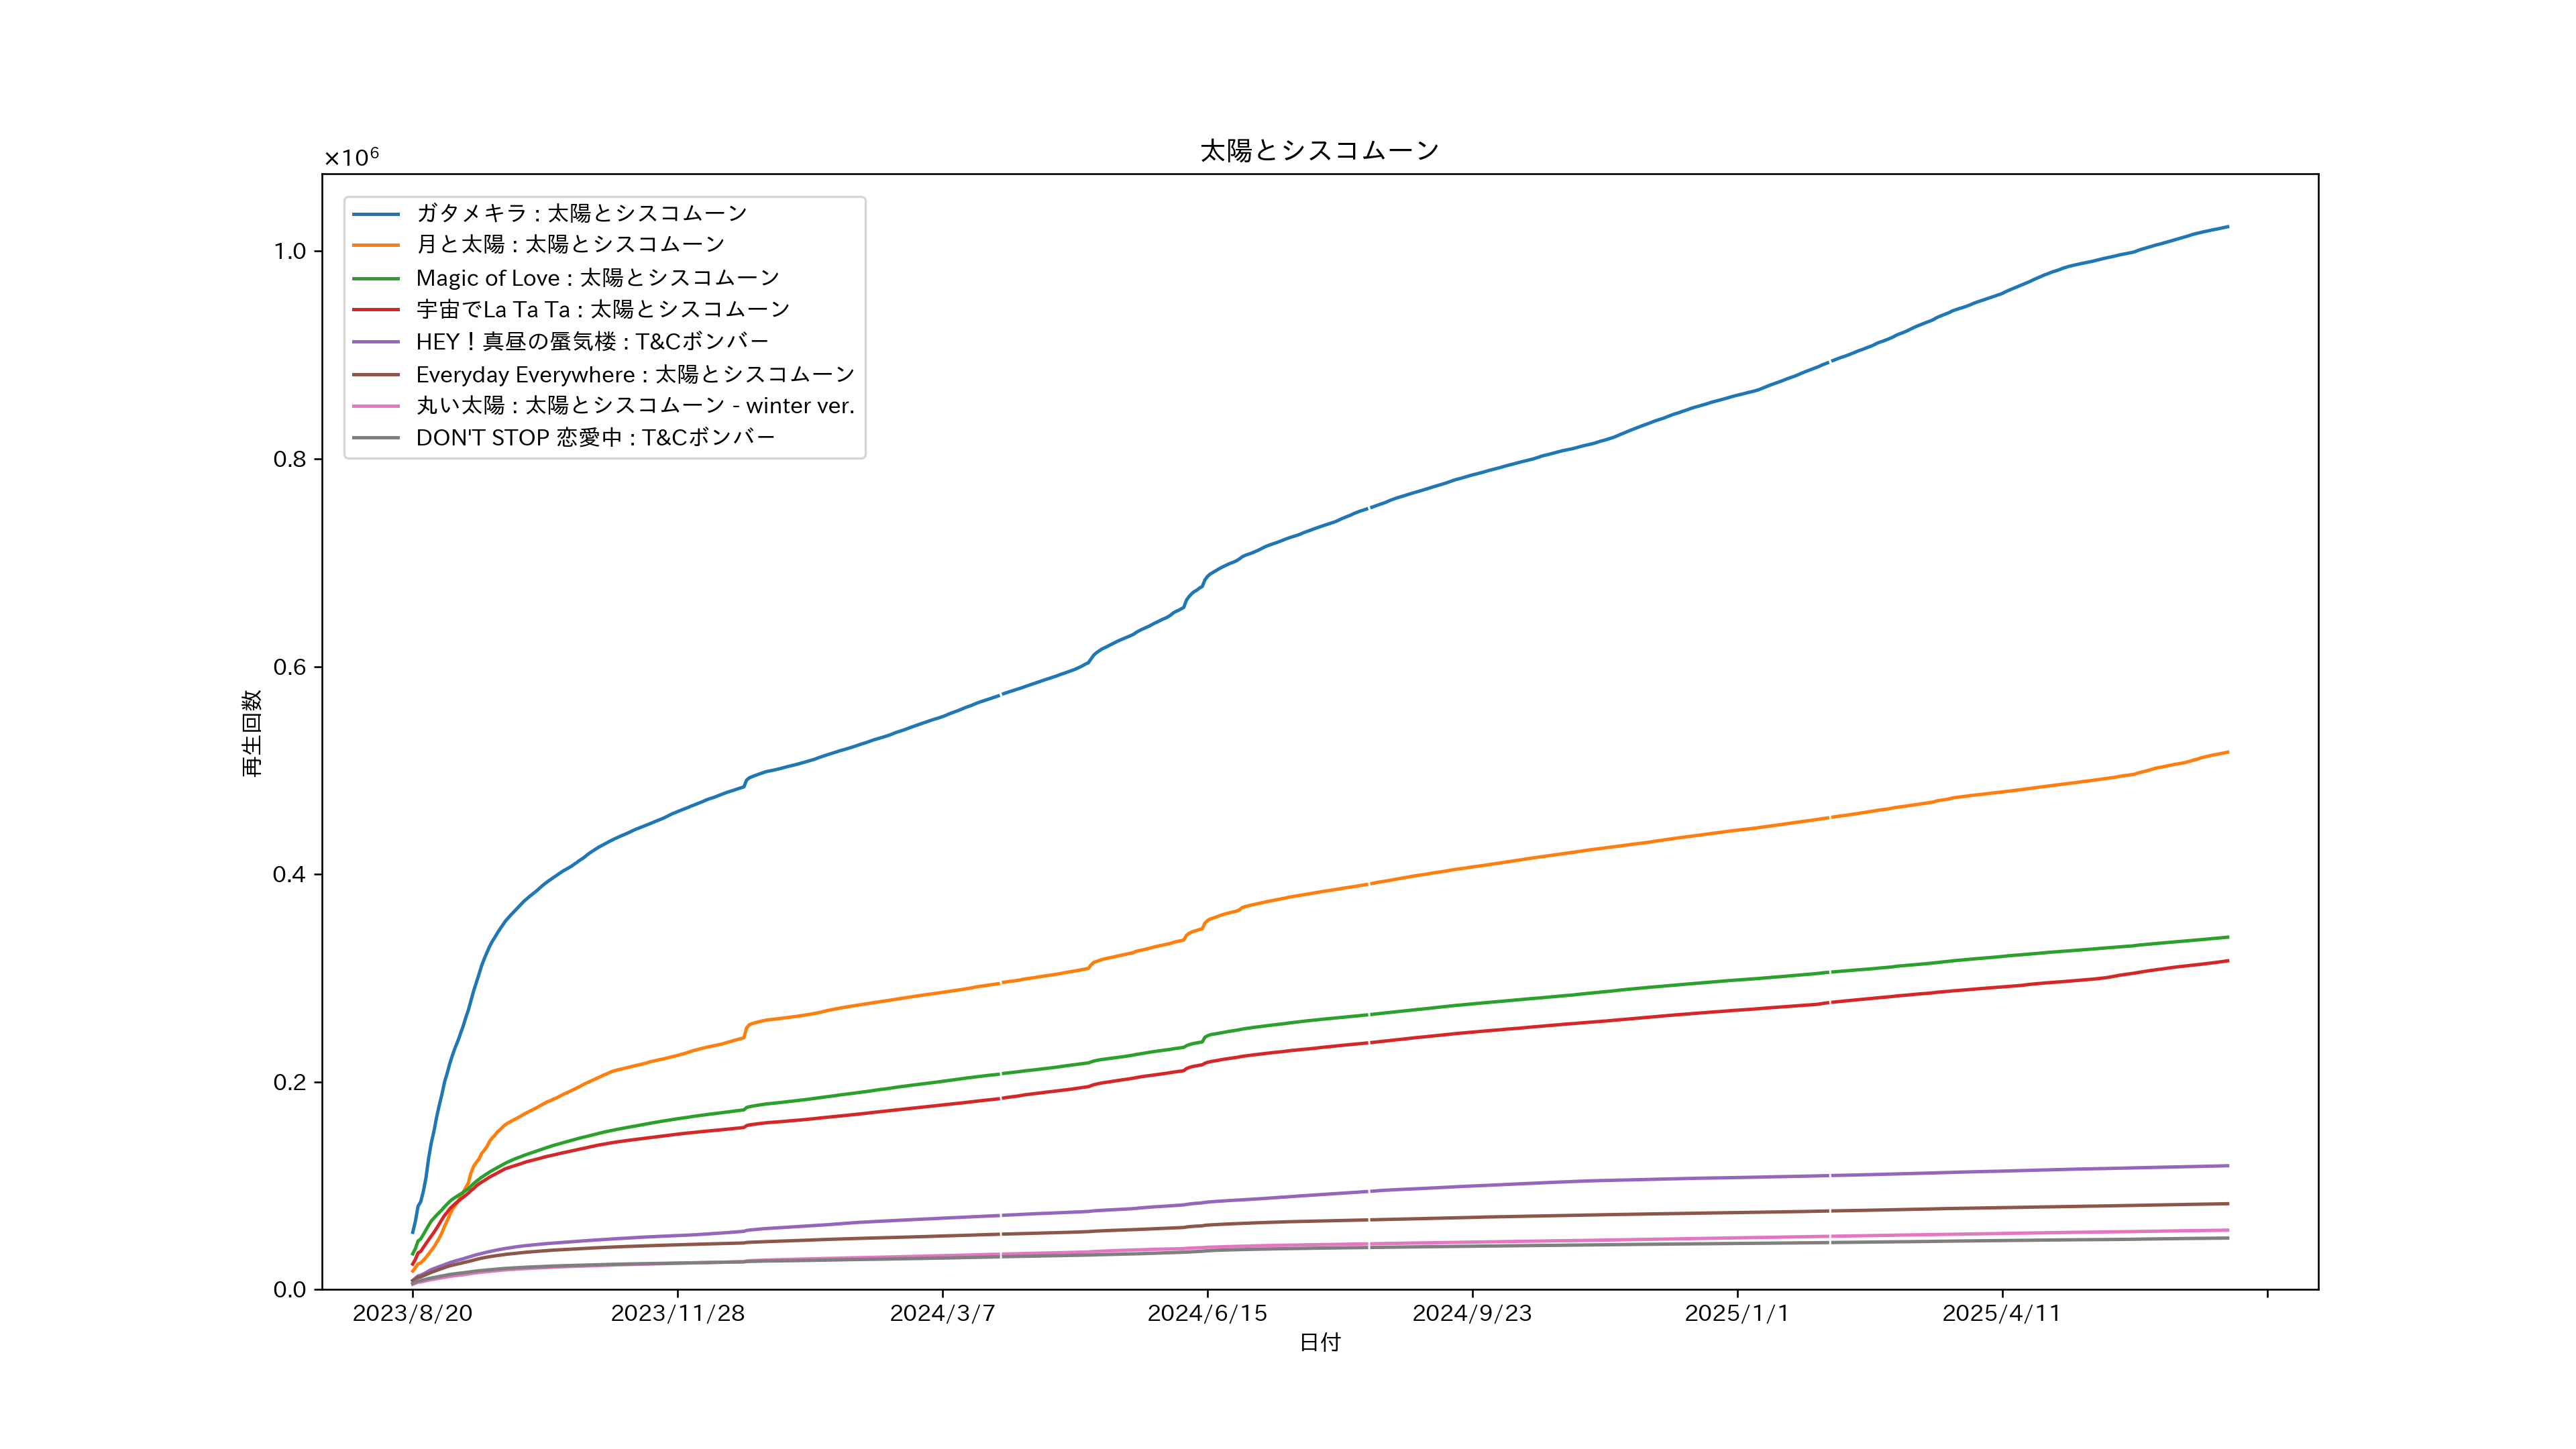 太陽とシスコムーン
×10⁶
ガタメキラ : 太陽とシスコムーン
月と太陽 : 太陽とシスコムーン
Magic of Love : 太陽とシスコムーン
宇宙でLa Ta Ta : 太陽とシスコムーン
HEY！真昼の蜃気楼 : T&Cボンバー
Everyday Everywhere : 太陽とシスコムーン
丸い太陽 : 太陽とシスコムーン - winter ver.
DON'T STOP 恋愛中 : T&Cボンバー
1.0
0.8
0.6
0.4
0.2
0.0
再生回数
2023/8/20 2023/11/28 2024/3/7 2024/6/15 2024/9/23 2025/1/1 2025/4/11
日付